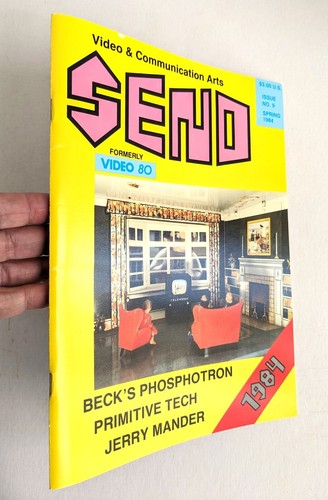 Video & Communication Arts
$3.00 U.S.
ISSUE
NO. 9
SPRING
1984
SEND
FORMERLY
VIDEO 80
BECK'S PHOSPHOTRON
PRIMITIVE TECH
JERRY MANDER
1984